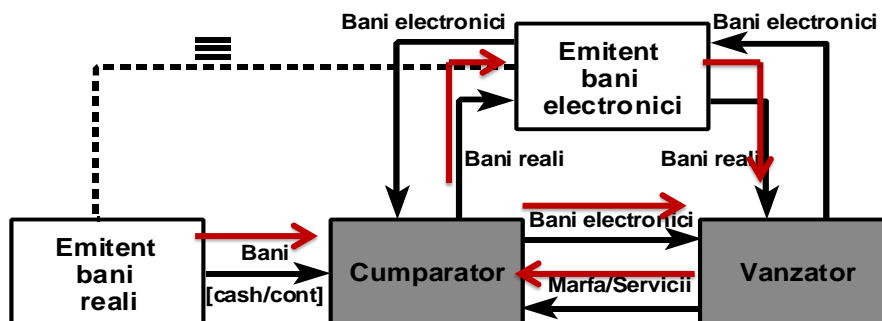 Bani electronici
Bani electronici
Emitent
bani
electronici
Bani reali
Bani reali
Emitent
bani
reali
Bani
[cash/cont]
Cumparator
Bani electronici
Marfa/Servicii
Vanzator